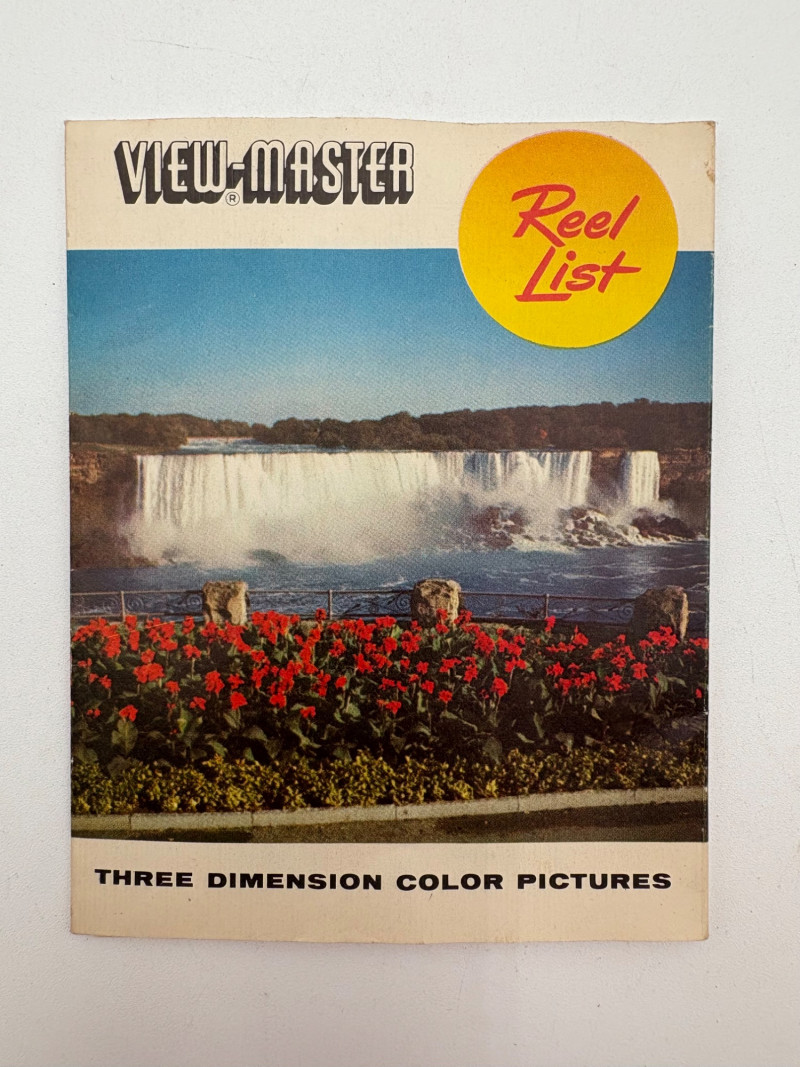 VIEW-MASTER®
Reel
List
THREE DIMENSION COLOR PICTURES